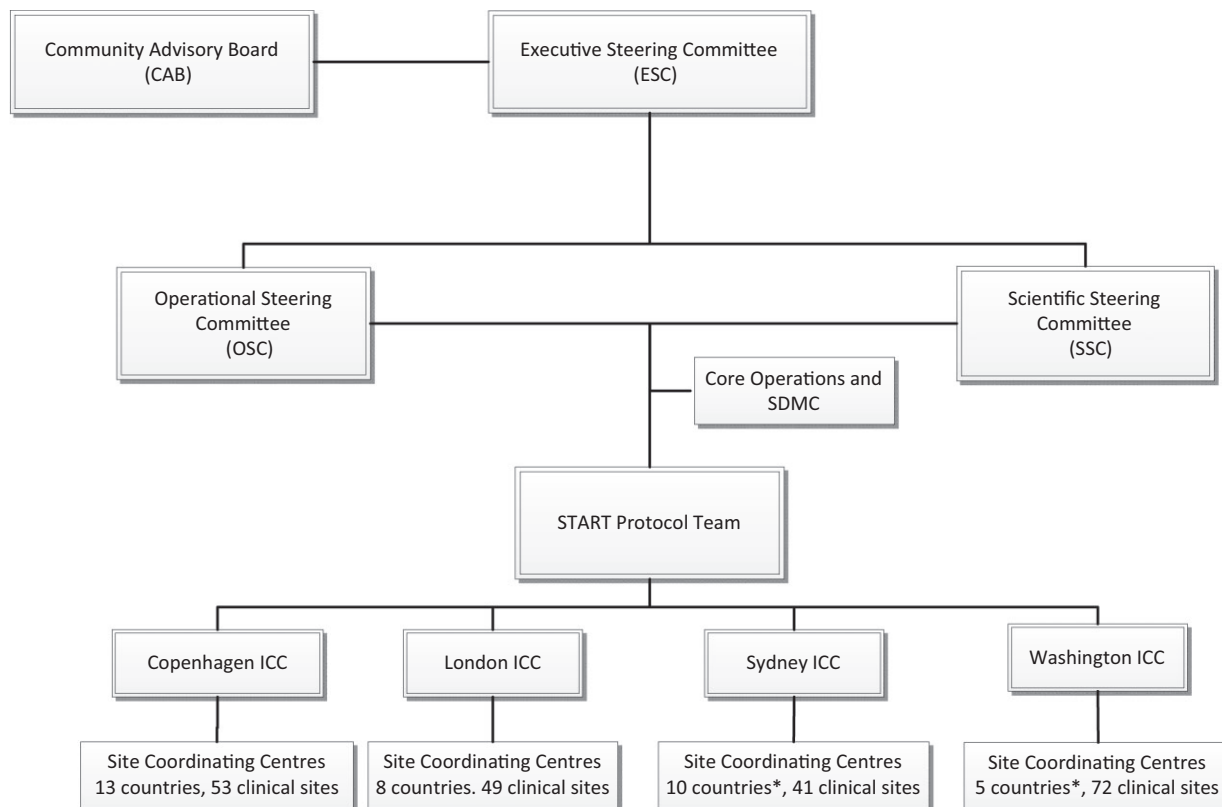 Community Advisory Board
(CAB)
Executive Steering Committee
(ESC)
Operational Steering
Committee
(OSC)
Scientific Steering
Committee
(SSC)
Core Operations and
SDMC
START Protocol Team
Copenhagen ICC
London ICC
Sydney ICC
Washington ICC
Site Coordinating Centres
13 countries, 53 clinical sites
Site Coordinating Centres
8 countries. 49 clinical sites
Site Coordinating Centres
10 countries*, 41 clinical sites
Site Coordinating Centres
5 countries*, 72 clinical sites